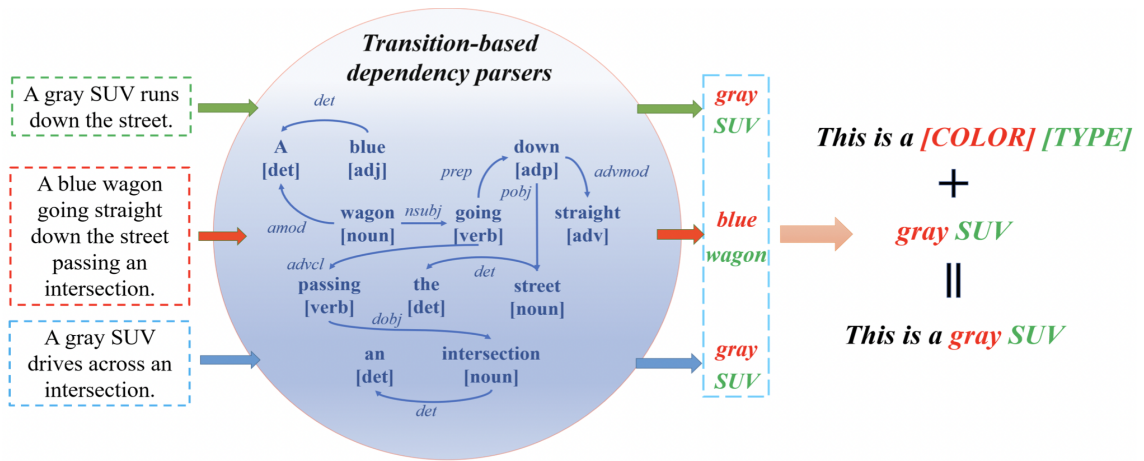 Transition-based
dependency parsers
A gray SUV runs
down the street.
A blue wagon
going straight
down the street
passing an
intersection.
A gray SUV
drives across an
intersection.
det
A
[det]
blue
[adj]
down
[adp]
prep
pobj
advmod
amod
wagon
[noun]
nsubj
going
[verb]
straight
[adv]
advcl
det
passing
[verb]
the
[det]
street
[noun]
dobj
an
[det]
intersection
[noun]
det
gray
SUV
blue
wagon
gray
SUV
This is a [COLOR] [TYPE]
+
gray SUV
=
This is a gray SUV